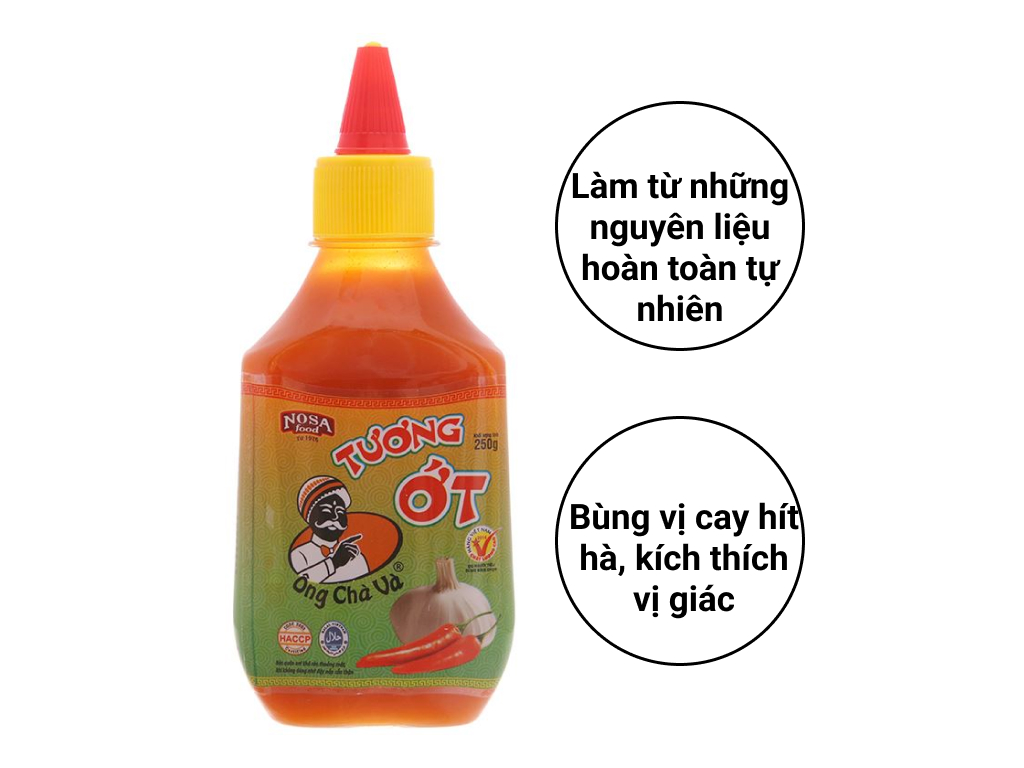 Làm từ những
nguyên liệu
hoàn toàn tự
nhiên
NOSA
food
TƯƠNG
250g
ỚT
Ông Chà Và
®
HACCP
Bùng vị cay hít
hà, kích thích
vị giác